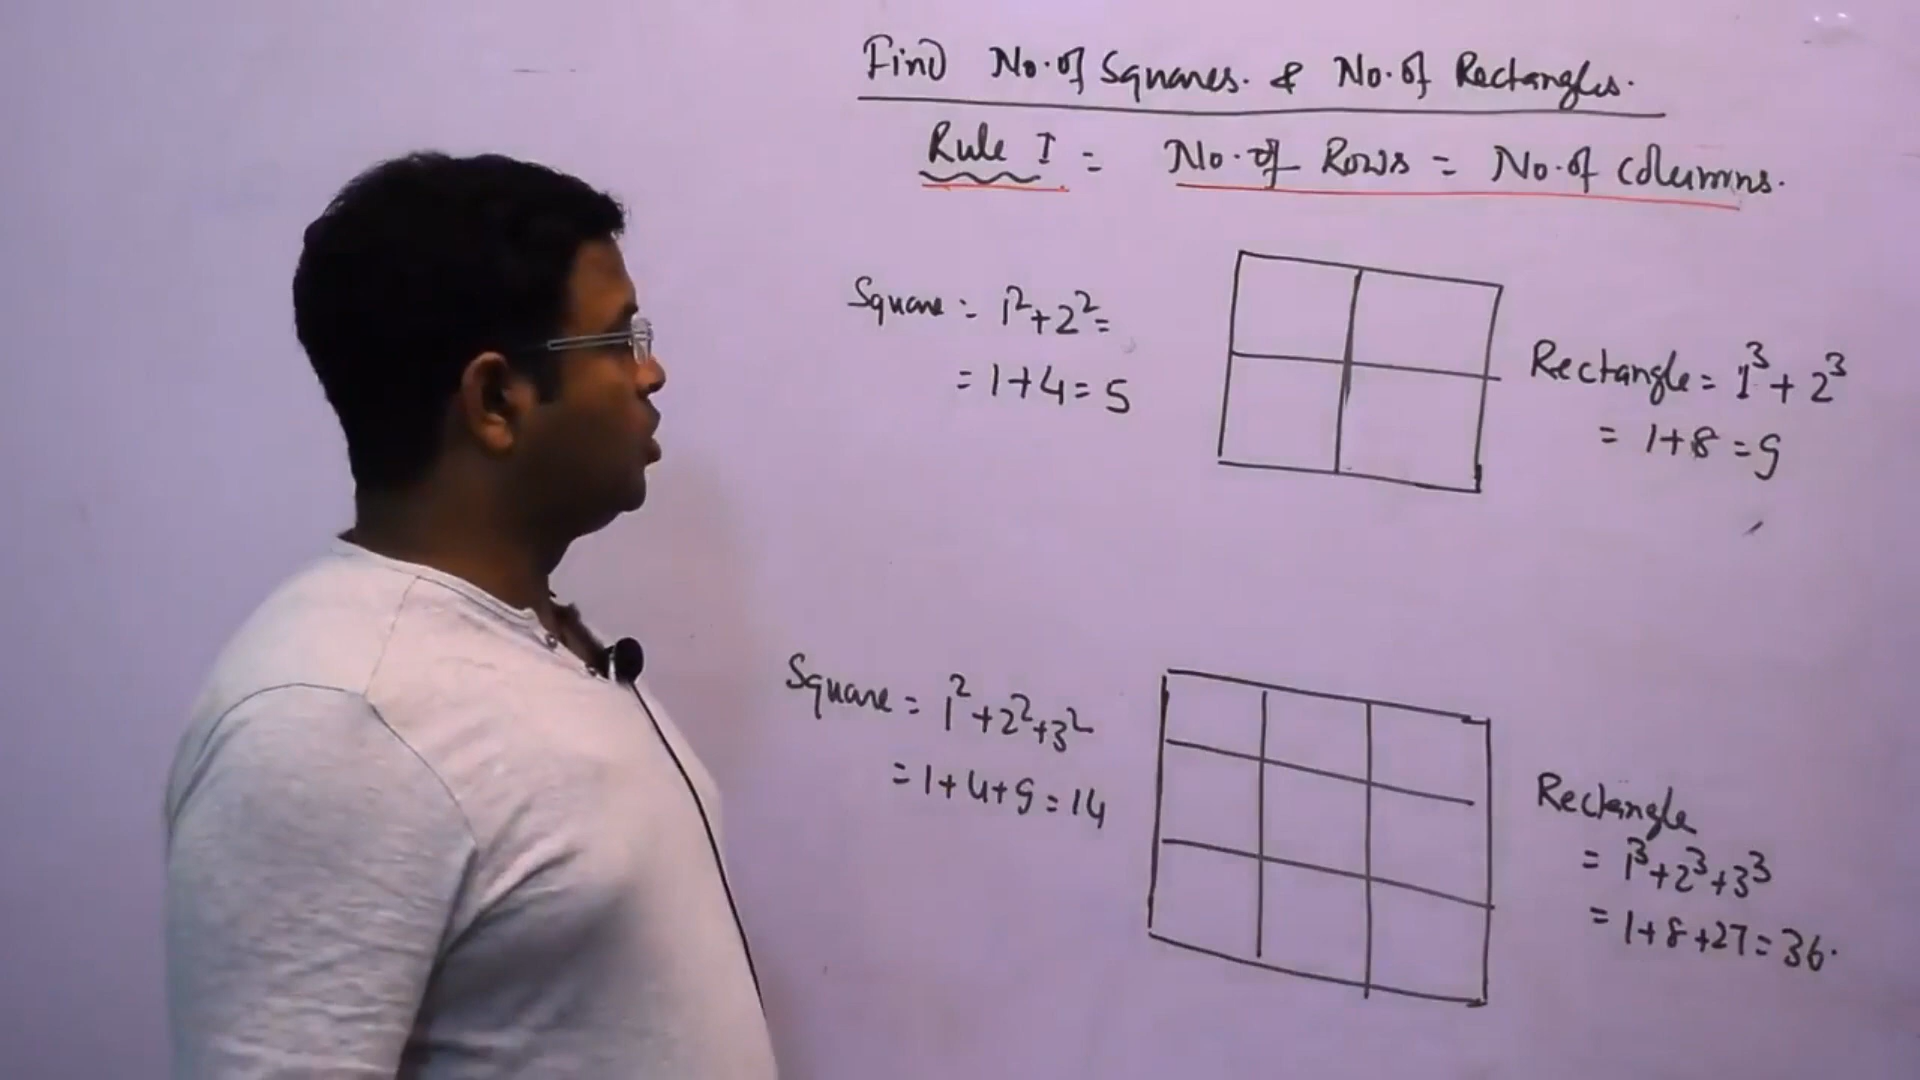 Find No. of Squares. & No. of Rectangles.
Rule I = No. of Rows = No. of columns.
Square = 1²+2²=
= 1+4=5
Rectangle = 1³+2³
= 1+8=9
Square = 1²+2²+3²
= 1+4+9=14
Rectangle
= 1³+2³+3³
= 1+8+27=36.